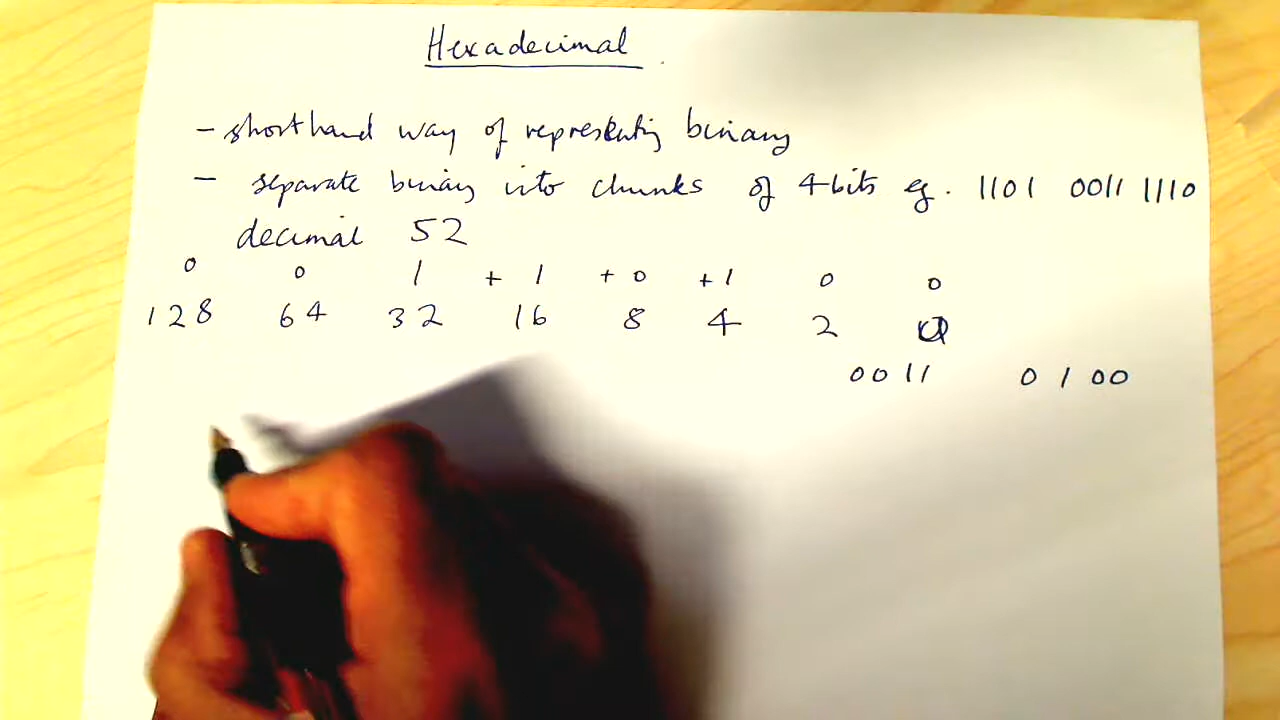 Hexadecimal
- shorthand way of representing binary
- separate binary into chunks of 4 bits eg. 1101 0011 1110
decimal 52
0 0 1 + 1 + 0 + 1 0 0
128 64 32 16 8 4 2
0011 0100